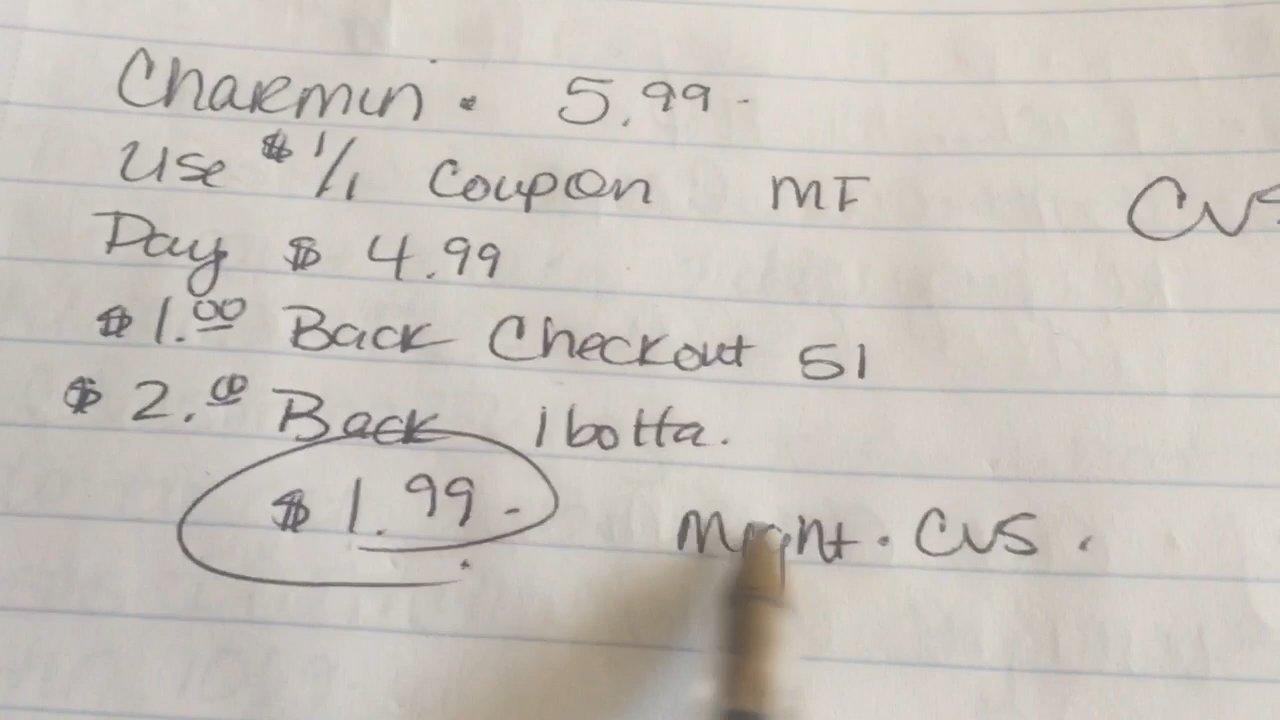 Charmin. 5.99-
Use $1/1 Coupon MF
CVS
Pay $4.99
$1.00 Back Checkout 51
$2.00 Back ibotta.
$1.99-
CVS.